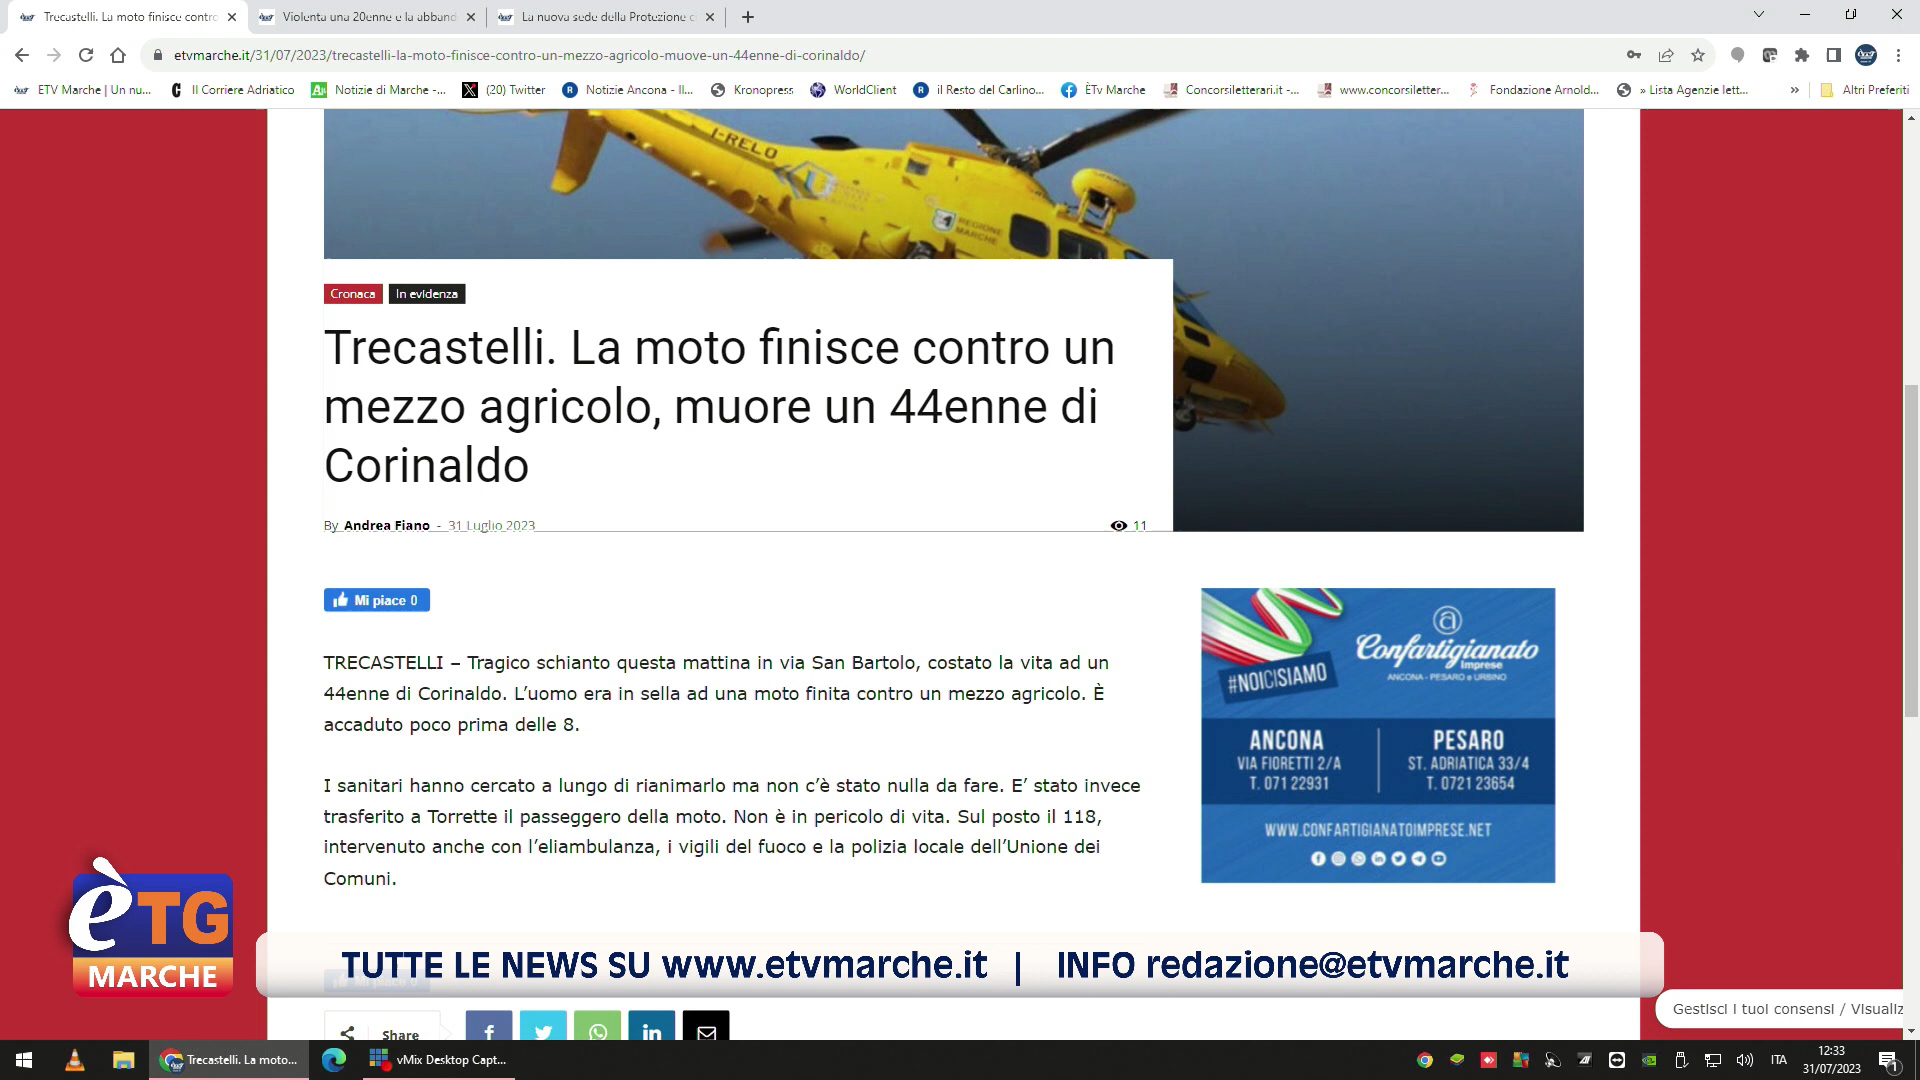 Trecastelli. La moto finisce contro
Violenta una 20enne e la abband
La nuova sede della Protezione ci
etvmarche.it/31/07/2023/trecastelli-la-moto-finisce-contro-un-mezzo-agricolo-muove-un-44enne-di-corinaldo/
ETV Marche | Un nu...
Il Corriere Adriatico
Notizie di Marche -...
(20) Twitter
Notizie Ancona - Il...
Kronopress
WorldClient
il Resto del Carlino...
ÈTv Marche
Concorsiletterari.it -...
www.concorsiletter...
Fondazione Arnold...
» Lista Agenzie lett...
»
Altri Preferiti
I-RELO
REGIONE
MARCHE
Cronaca
In evidenza
Trecastelli. La moto finisce contro un
mezzo agricolo, muore un 44enne di
Corinaldo
By Andrea Fiano - 31 Luglio 2023
11
Mi piace 0
TRECASTELLI – Tragico schianto questa mattina in via San Bartolo, costato la vita ad un
44enne di Corinaldo. L’uomo era in sella ad una moto finita contro un mezzo agricolo. È
accaduto poco prima delle 8.
I sanitari hanno cercato a lungo di rianimarlo ma non c’è stato nulla da fare. E’ stato invece
trasferito a Torrette il passeggero della moto. Non è in pericolo di vita. Sul posto il 118,
intervenuto anche con l’eliambulanza, i vigili del fuoco e la polizia locale dell’Unione dei
Comuni.
Confartigianato
Imprese
ANCONA - PESARO e URBINO
#NOICISIAMO
ANCONA
VIA FIORETTI 2/A
T. 071 22931
PESARO
ST. ADRIATICA 33/4
T. 0721 23654
WWW.CONFARTIGIANATOIMPRESE.NET
è TG
MARCHE
TUTTE LE NEWS SU www.etvmarche.it | INFO redazione@etvmarche.it
Mi piace 0
Gestisci i tuoi consensi / Visualiz
Share
Trecastelli. La moto...
vMix Desktop Capt...
ITA
12:33
31/07/2023
1